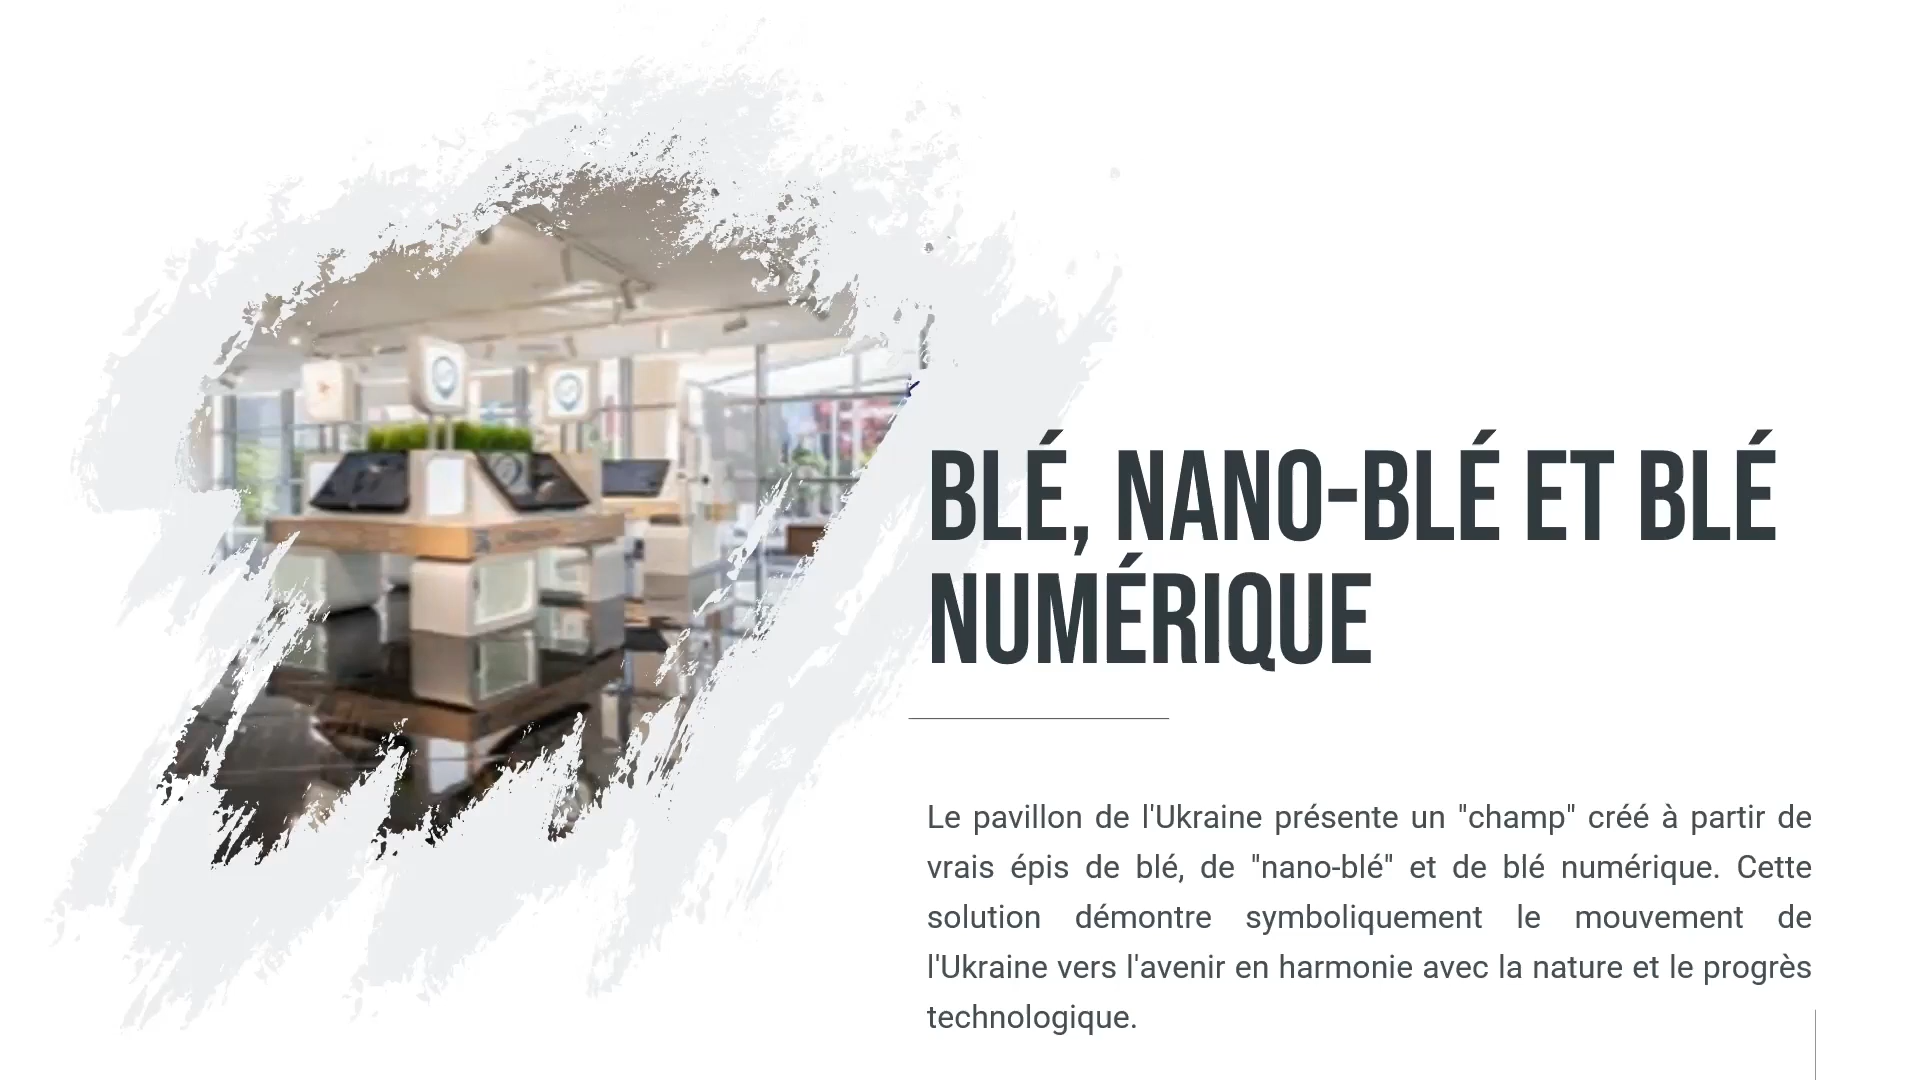 BLÉ, NANO-BLÉ ET BLÉ
NUMÉRIQUE
Le pavillon de l'Ukraine présente un "champ" créé à partir de
vrais épis de blé, de "nano-blé" et de blé numérique. Cette
solution démontre symboliquement le mouvement de
l'Ukraine vers l'avenir en harmonie avec la nature et le progrès
technologique.